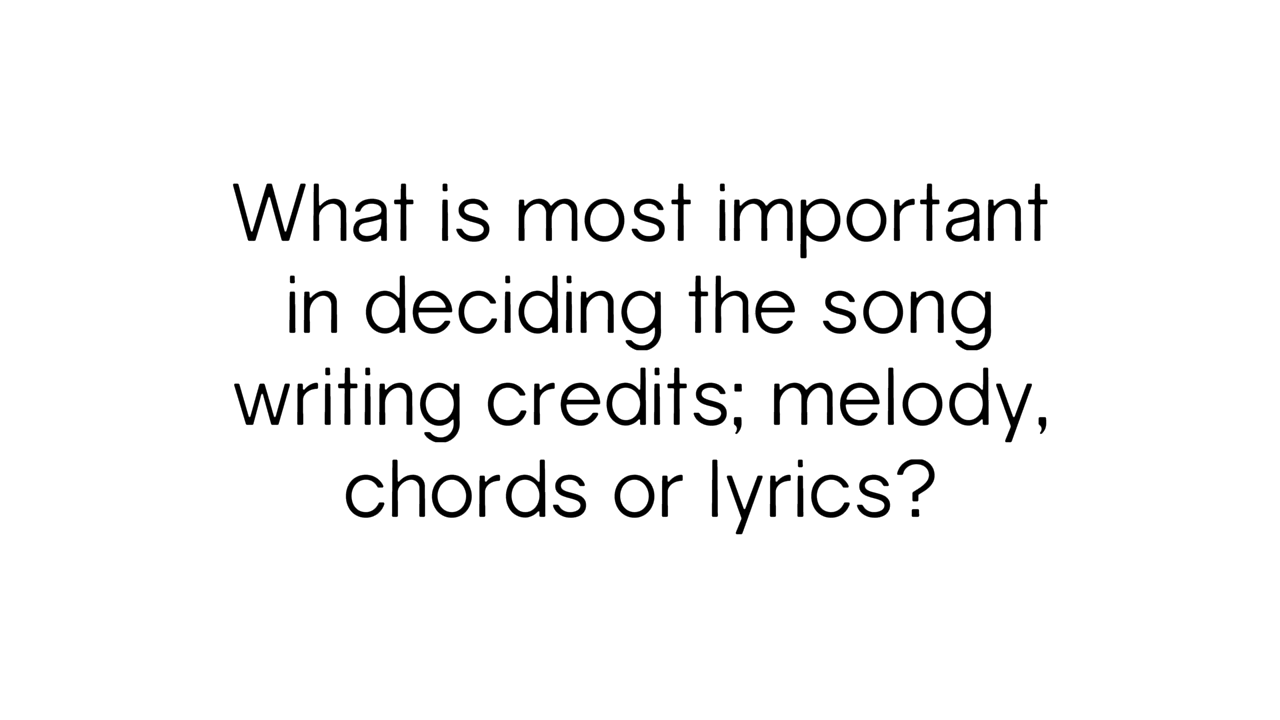 What is most important
in deciding the song
writing credits; melody,
chords or lyrics?